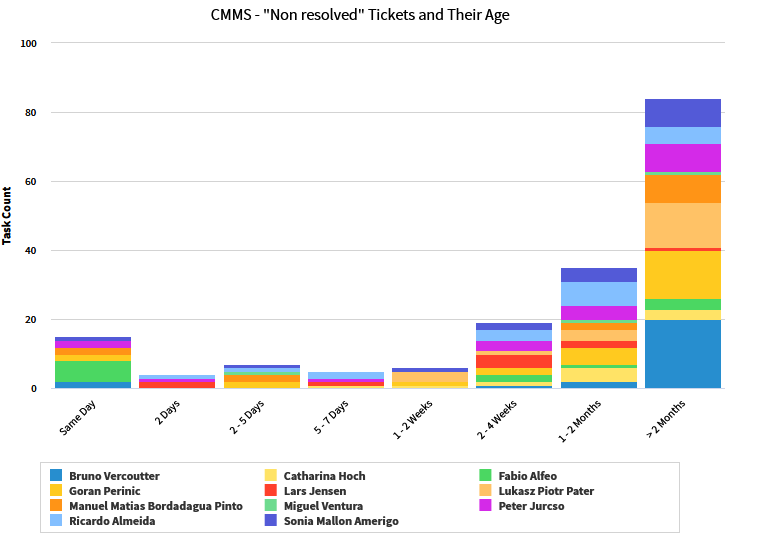 CMMS - "Non resolved" Tickets and Their Age
100
80
60
40
20
0
Task Count
Same Day
2 Days
2 - 5 Days
5 - 7 Days
1 - 2 Weeks
2 - 4 Weeks
1 - 2 Months
> 2 Months
Bruno Vercoutter
Catharina Hoch
Fabio Alfeo
Goran Perinic
Lars Jensen
Lukasz Piotr Pater
Manuel Matias Bordadagua Pinto
Miguel Ventura
Peter Jurcso
Ricardo Almeida
Sonia Mallon Amerigo